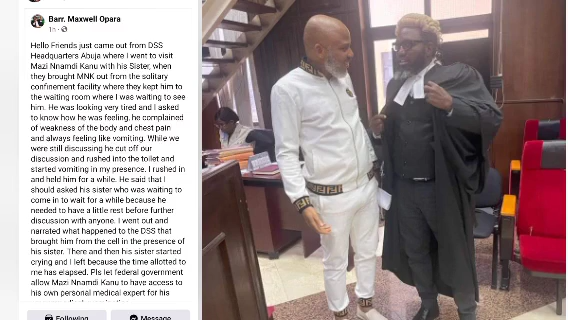 Barr. Maxwell Opara
1h ·
Hello Friends just came out from DSS
Headquarters Abuja where I went to visit
Mazi Nnamdi Kanu with his Sister, when
they brought MNK out from the solitary
confinement facility where they kept him to
the waiting room where I was waiting to see
him. He was looking very tired and I asked
to know how he was feeling, he complained
of weakness of the body and chest pain
and always feeling like vomiting. While we
were still discussing he cut off our
discussion and rushed into the toilet and
started vomiting in my presence. I rushed in
and held him for a while. He said that I
should asked his sister who was waiting to
come in to wait for a while because he
needed to have a little rest before further
discussion with anyone. I went out and
narrated what happened to the DSS that
brought him from the cell in the presence of
his sister. There and then his sister started
crying and I left because the time allotted to
me has elapsed. Pls let federal government
allow Mazi Nnamdi Kanu to have access to
his own personal medical expert for his
Following
Message